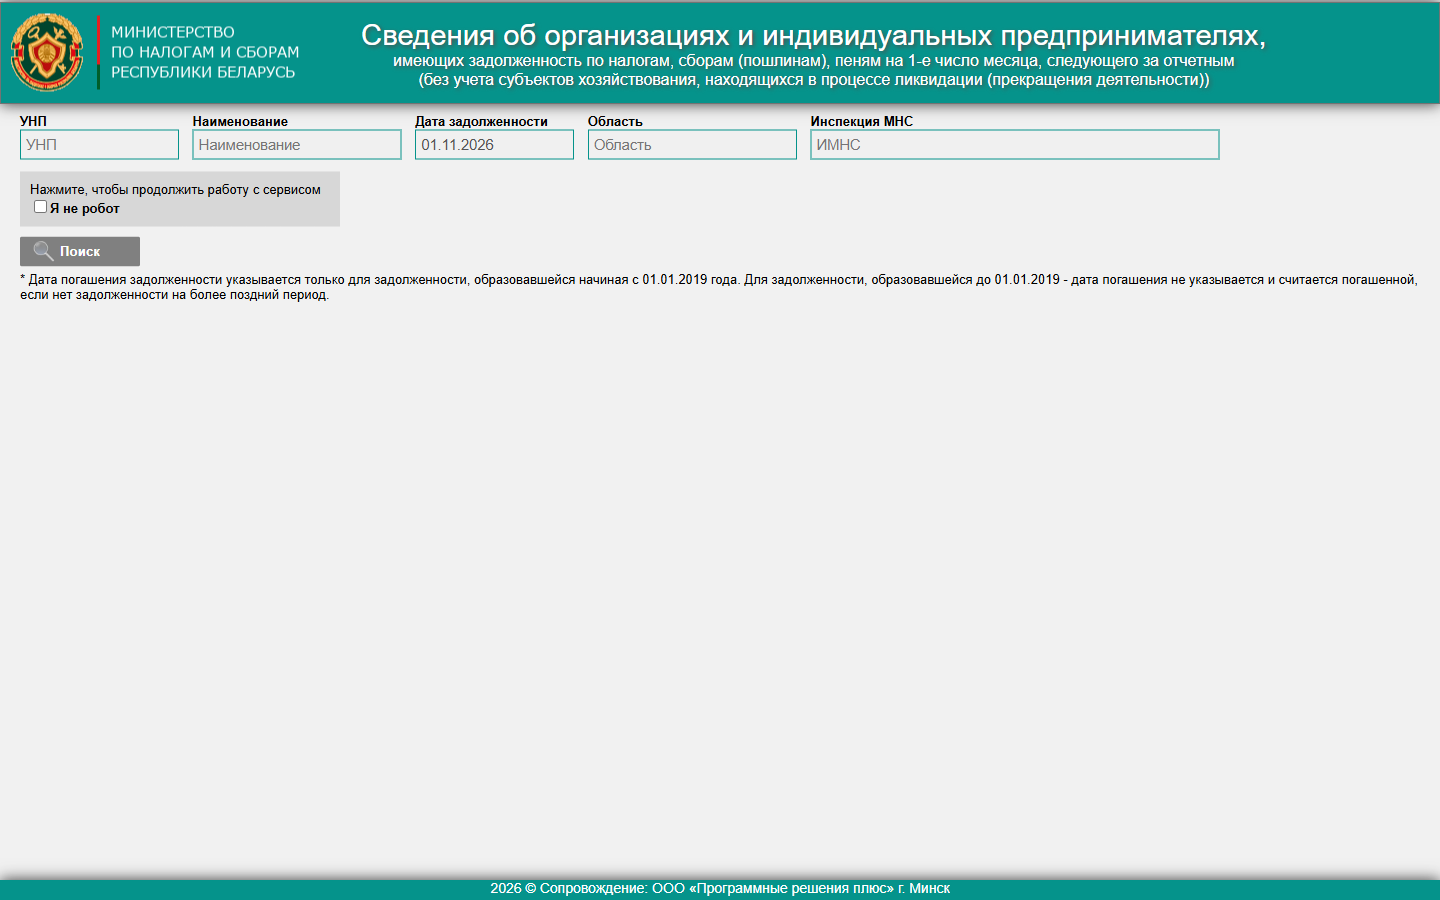 МИНИСТЕРСТВО
ПО НАЛОГАМ И СБОРАМ
РЕСПУБЛИКИ БЕЛАРУСЬ
Сведения об организациях и индивидуальных предпринимателях,
имеющих задолженность по налогам, сборам (пошлинам), пеням на 1-е число месяца, следующего за отчетным
(без учета субъектов хозяйствования, находящихся в процессе ликвидации (прекращения деятельности))
УНП Наименование Дата задолженности Область Инспекция МНС
УНП Наименование 01.11.2026 Область ИМНС
Нажмите, чтобы продолжить работу с сервисом
Я не робот
Поиск
* Дата погашения задолженности указывается только для задолженности, образовавшейся начиная с 01.01.2019 года. Для задолженности, образовавшейся до 01.01.2019 - дата погашения не указывается и считается погашенной,
если нет задолженности на более поздний период.
2026 © Сопровождение: ООО «Программные решения плюс» г. Минск